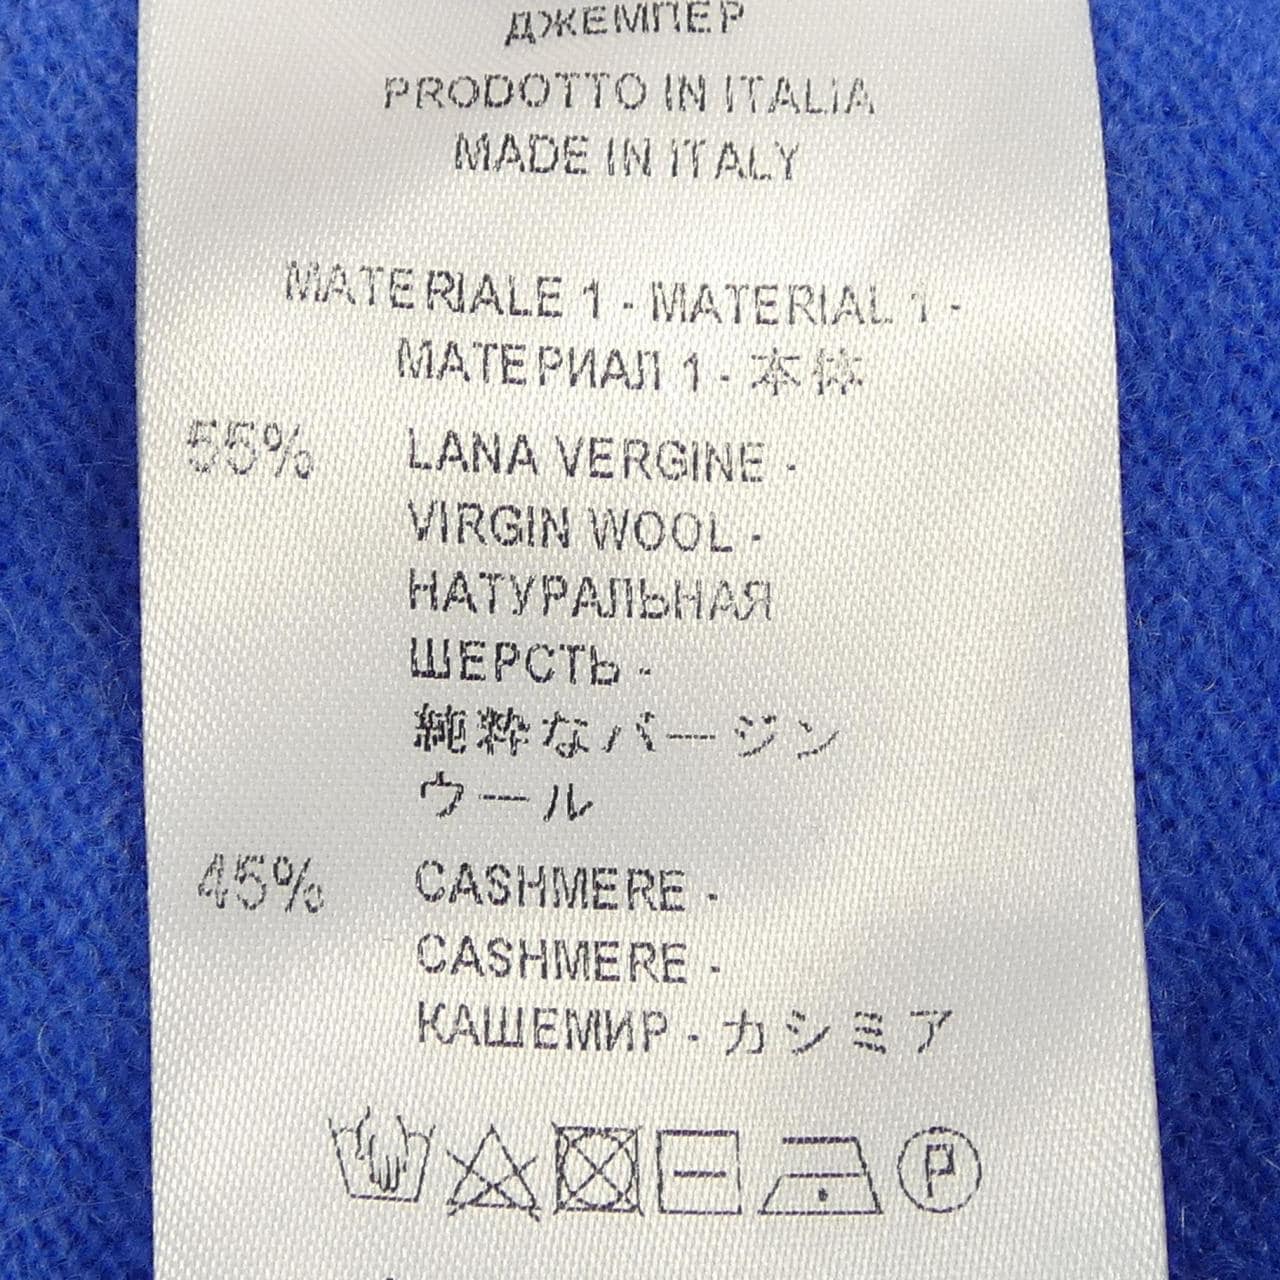 ДЖЕМПЕР
PRODOTTO IN ITALIA
MADE IN ITALY
MATERIALE 1 - MATERIAL 1 -
МАТЕРИАЛ 1 - 本体
55% LANA VERGINE -
VIRGIN WOOL -
НАТУРАЛЬНАЯ
ШЕРСТЬ -
純粋なバージン
ウール
45% CASHMERE -
CASHMERE -
КАШЕМИР - カシミア
P